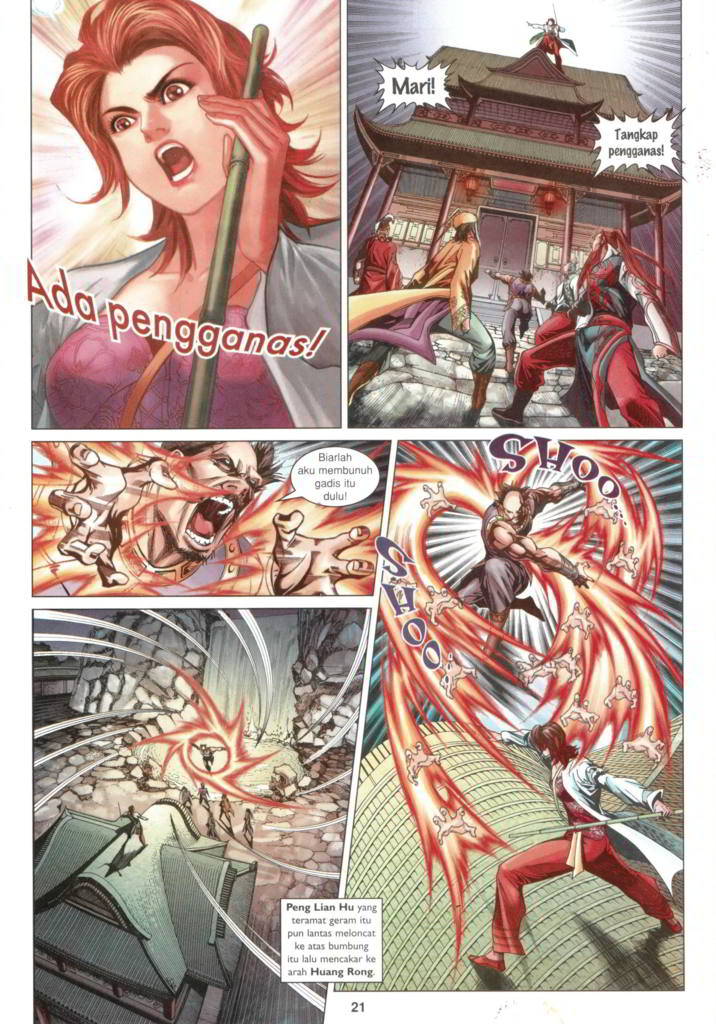 Ada pengganas!
Mari!
Tangkap
pengganas!
Biarlah
aku membunuh
gadis itu
dulu!
SHOO...
SHOO...
Peng Lian Hu yang
teramat geram itu
pun lantas meloncat
ke atas bumbung
itu lalu mencakar ke
arah Huang Rong.
21